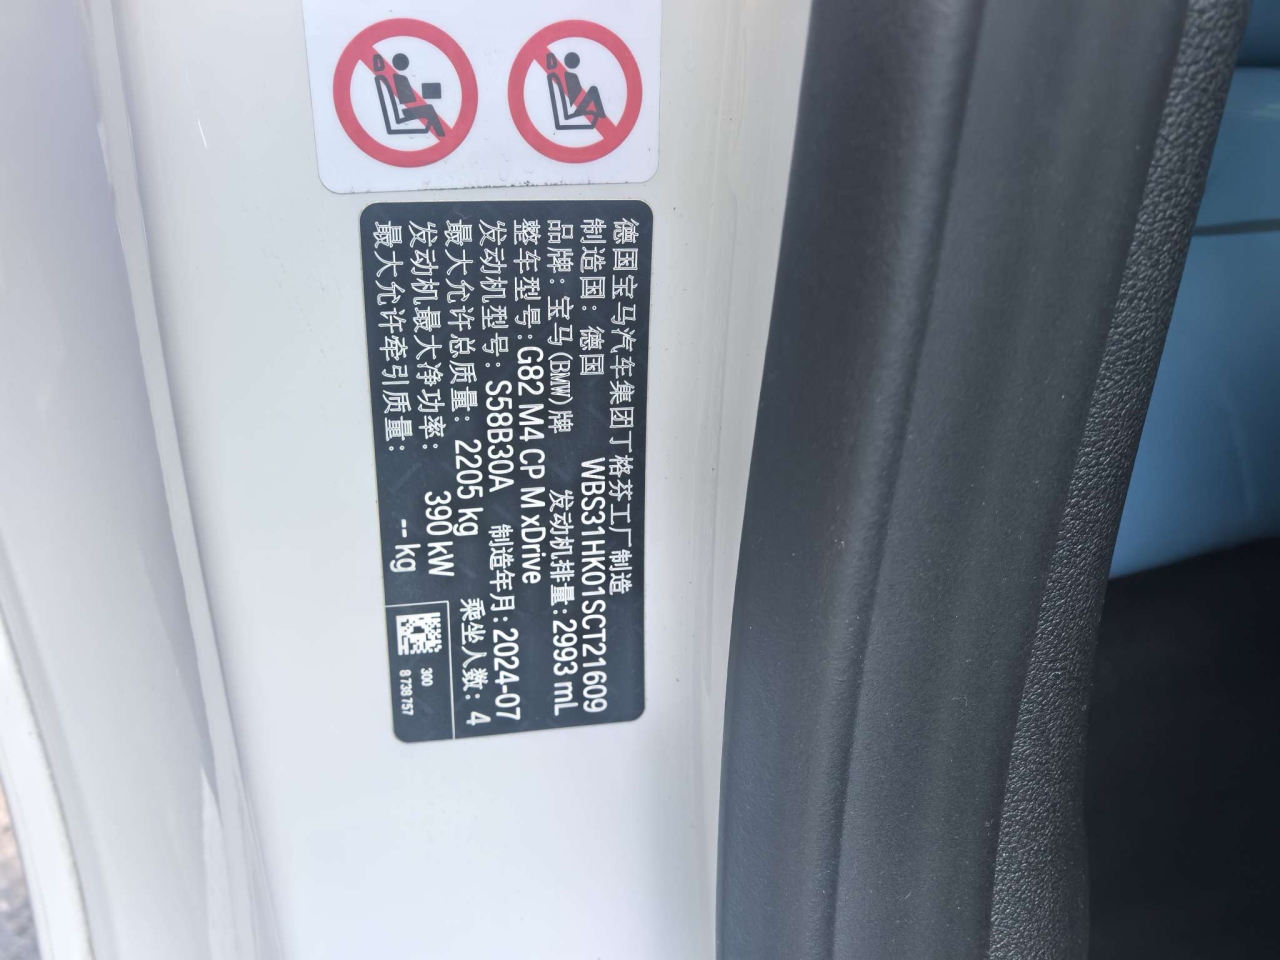 德国宝马汽车集团丁格芬工厂制造
制造国：德国 WBS31HK01SCT21609
品牌：宝马(BMW)牌 发动机排量:2993 mL
整车型号:G82 M4 CP M xDrive
发动机型号: S58B30A 制造年月: 2024-07
最大允许总质量: 2205 kg 乘坐人数: 4
发动机最大净功率: 390 kW
最大允许牵引质量: -- kg
300
8 738 757